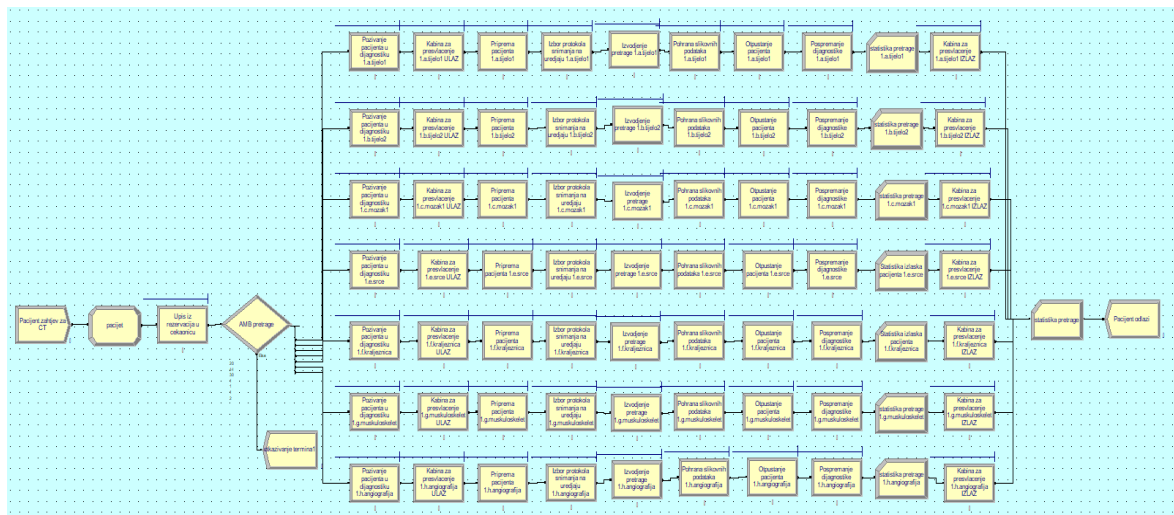 Pozivanje
pacijenta u
dijagnostiku
1.a.tijelo1
Kabina za
presvlacenje
1.a.tijelo1 ULAZ
Priprema
pacijenta
1.a.tijelo1
Izbor protokola
snimanja na
uredjaju 1.a.tijelo1
Izvodjenje
pretrage 1.a.tijelo1
Pohrana slikovnih
podataka
1.a.tijelo1
Otpustanje
pacijenta
1.a.tijelo1
Pospremanje
dijagnostike
1.a.tijelo1
statistika pretrage
1.a.tijelo1
Kabina za
presvlacenje
1.a.tijelo1 IZLAZ
Pozivanje
pacijenta u
dijagnostiku
1.b.tijelo2
Kabina za
presvlacenje
1.b.tijelo2 ULAZ
Priprema
pacijenta
1.b.tijelo2
Izbor protokola
snimanja na
uredjaju 1.b.tijelo2
Izvodjenje
pretrage 1.b.tijelo2
Pohrana slikovnih
podataka
1.b.tijelo2
Otpustanje
pacijenta
1.b.tijelo2
Pospremanje
dijagnostike
1.b.tijelo2
statistika pretrage
1.b.tijelo2
Kabina za
presvlacenje
1.b.tijelo2 IZLAZ
Pozivanje
pacijenta u
dijagnostiku
1.c.mozak1
Kabina za
presvlacenje
1.c.mozak1 ULAZ
Priprema
pacijenta
1.c.mozak1
Izbor protokola
snimanja na
uredjaju
1.c.mozak1
Izvodjenje
pretrage
1.c.mozak1
Pohrana slikovnih
podataka
1.c.mozak1
Otpustanje
pacijenta
1.c.mozak1
Pospremanje
dijagnostike
1.c.mozak1
statistika pretrage
1.c.mozak1
Kabina za
presvlacenje
1.c.mozak1 IZLAZ
Pozivanje
pacijenta u
dijagnostiku
1.e.srce
Kabina za
presvlacenje
1.e.srce ULAZ
Priprema
pacijenta 1.e.srce
Izbor protokola
snimanja na
uredjaju 1.e.srce
Izvodjenje
pretrage 1.e.srce
Pohrana slikovnih
podataka 1.e.srce
Otpustanje
pacijenta 1.e.srce
Pospremanje
dijagnostike
1.e.srce
Statistika izlaska
pacijenta 1.e.srce
Kabina za
presvlacenje
1.e.srce IZLAZ
Pacijent zahtjev za
CT
pacijet
Upis iz
rezervacija u
cekaonicu
AMB pretrage
Else
Pozivanje
pacijenta u
dijagnostiku
1.f.kraljeznica
Kabina za
presvlacenje
1.f.kraljeznica
ULAZ
Priprema
pacijenta
1.f.kraljeznica
Izbor protokola
snimanja na
uredjaju
1.f.kraljeznica
Izvodjenje
pretrage
1.f.kraljeznica
Pohrana slikovnih
podataka
1.f.kraljeznica
Otpustanje
pacijenta
1.f.kraljeznica
Pospremanje
dijagnostike
1.f.kraljeznica
Statistika izlaska
pacijenta
1.f.kraljeznica
Kabina za
presvlacenje
1.f.kraljeznica
IZLAZ
statistika pretrage
Pacijent odlazi
Pozivanje
pacijenta u
dijagnostiku
1.g.muskuloskelet
Kabina za
presvlacenje
1.g.muskuloskelet
ULAZ
Priprema
pacijenta
1.g.muskuloskelet
Izbor protokola
snimanja na
uredjaju
1.g.muskuloskelet
Izvodjenje
pretrage
1.g.muskuloskelet
Pohrana slikovnih
podataka
1.g.muskuloskelet
Otpustanje
pacijenta
1.g.muskuloskelet
Pospremanje
dijagnostike
1.g.muskuloskelet
statistika pretrage
1.g.muskuloskelet
Kabina za
presvlacenje
1.g.muskuloskelet
IZLAZ
otkazivanje termina1
Pozivanje
pacijenta u
dijagnostiku
1.h.angiografija
Kabina za
presvlacenje
1.h.angiografija
ULAZ
Priprema
pacijenta
1.h.angiografija
Izbor protokola
snimanja na
uredjaju
1.h.angiografija
Izvodjenje
pretrage
1.h.angiografija
Pohrana slikovnih
podataka
1.h.angiografija
Otpustanje
pacijenta
1.h.angiografija
Pospremanje
dijagnostike
1.h.angiografija
statistika pretrage
1.h.angiografija
Kabina za
presvlacenje
1.h.angiografija
IZLAZ